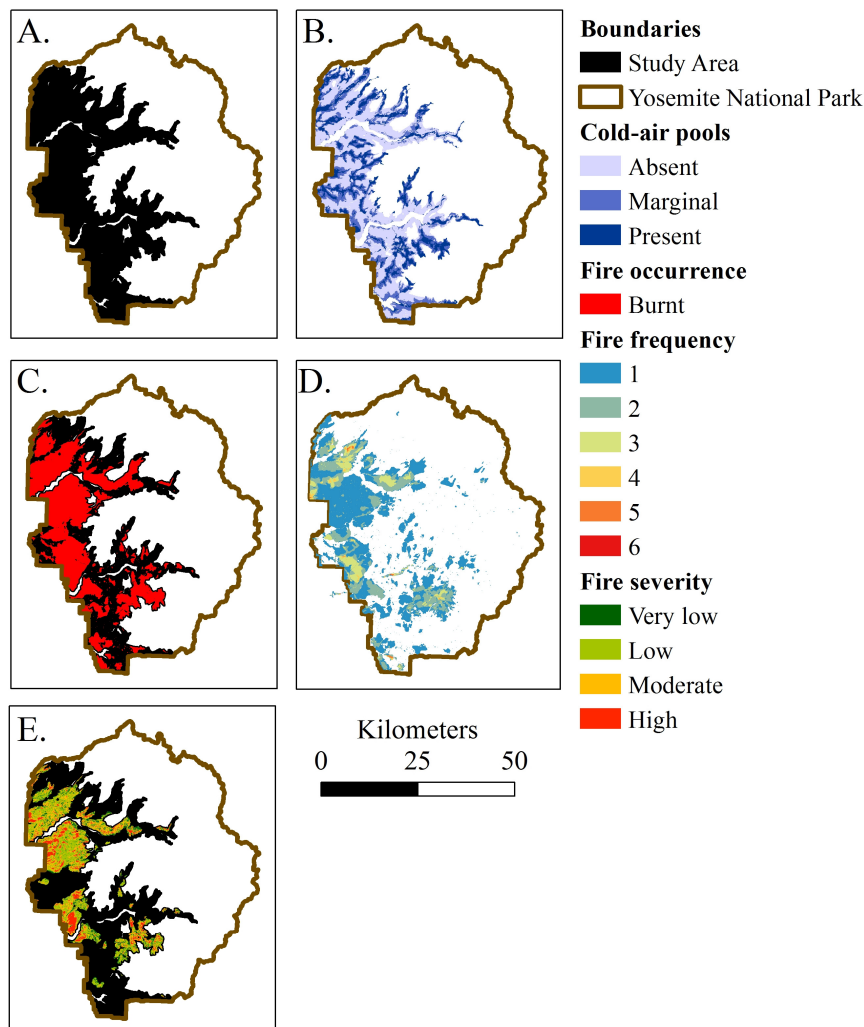 A.
B.
C.
D.
E.
Boundaries
Study Area
Yosemite National Park
Cold-air pools
Absent
Marginal
Present
Fire occurrence
Burnt
Fire frequency
1
2
3
4
5
6
Fire severity
Very low
Low
Moderate
High
Kilometers
0 25 50